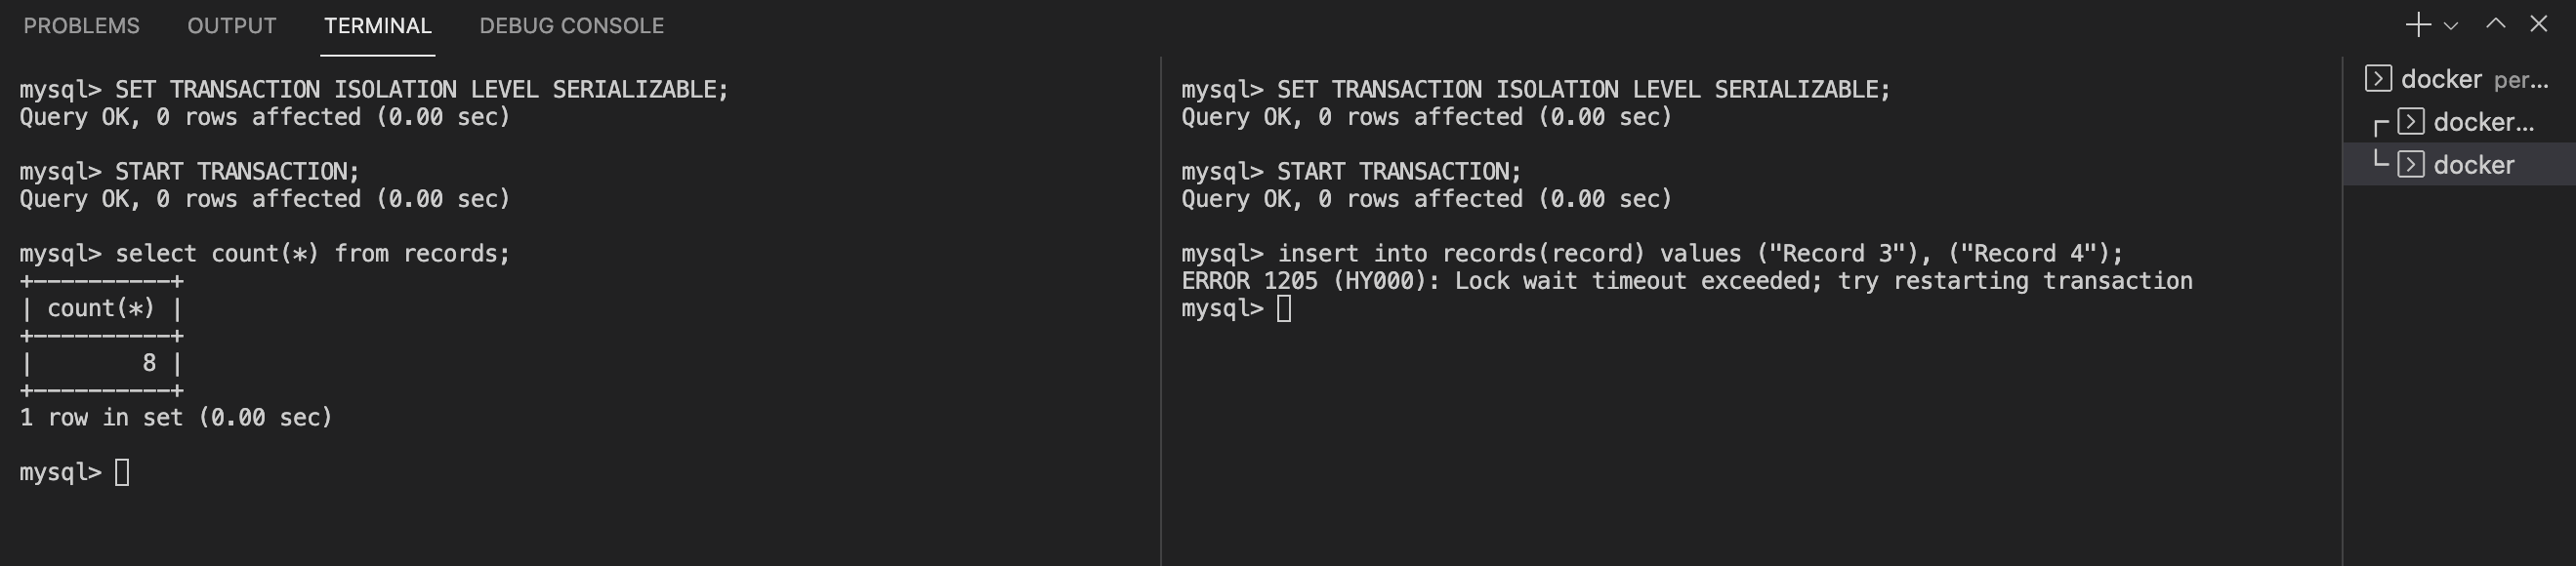 PROBLEMS OUTPUT TERMINAL DEBUG CONSOLE
mysql> SET TRANSACTION ISOLATION LEVEL SERIALIZABLE;
Query OK, 0 rows affected (0.00 sec)
mysql> START TRANSACTION;
Query OK, 0 rows affected (0.00 sec)
mysql> select count(*) from records;
+----------+
| count(*) |
+----------+
|        8 |
+----------+
1 row in set (0.00 sec)
mysql>
mysql> SET TRANSACTION ISOLATION LEVEL SERIALIZABLE;
Query OK, 0 rows affected (0.00 sec)
mysql> START TRANSACTION;
Query OK, 0 rows affected (0.00 sec)
mysql> insert into records(record) values ("Record 3"), ("Record 4");
ERROR 1205 (HY000): Lock wait timeout exceeded; try restarting transaction
mysql>
docker per...
docker...
docker